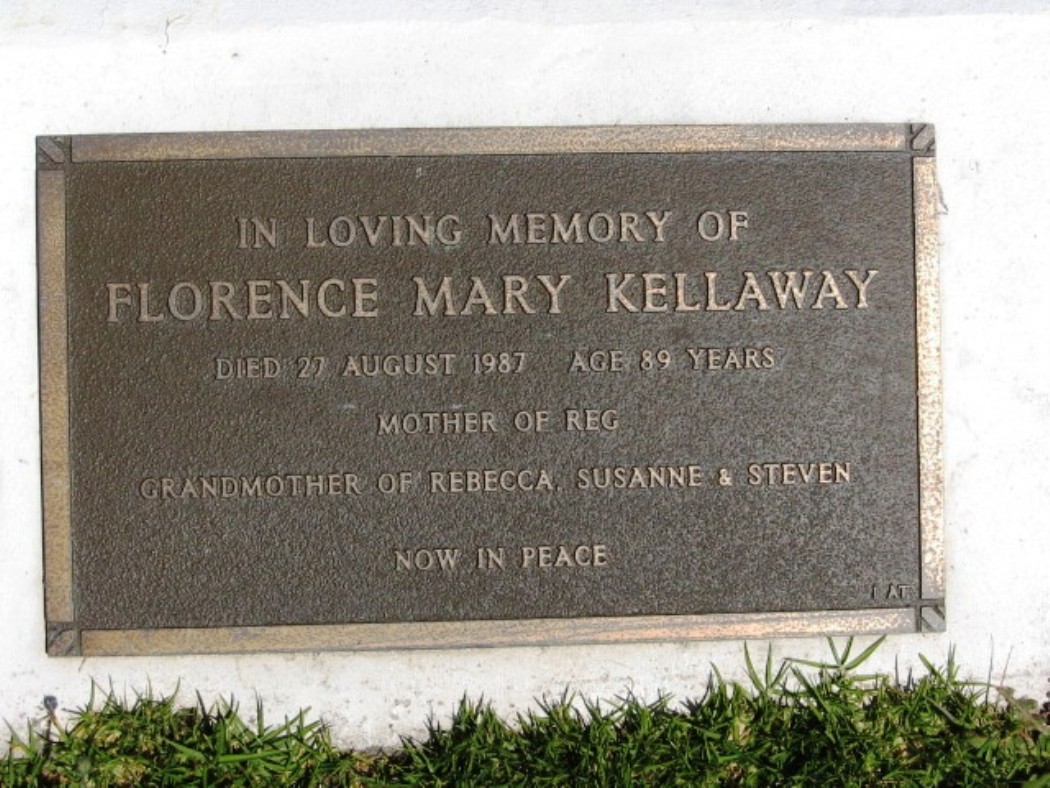 IN LOVING MEMORY OF
FLORENCE MARY KELLAWAY
DIED 27 AUGUST 1987 AGE 89 YEARS
MOTHER OF REG
GRANDMOTHER OF REBECCA, SUSANNE & STEVEN
NOW IN PEACE